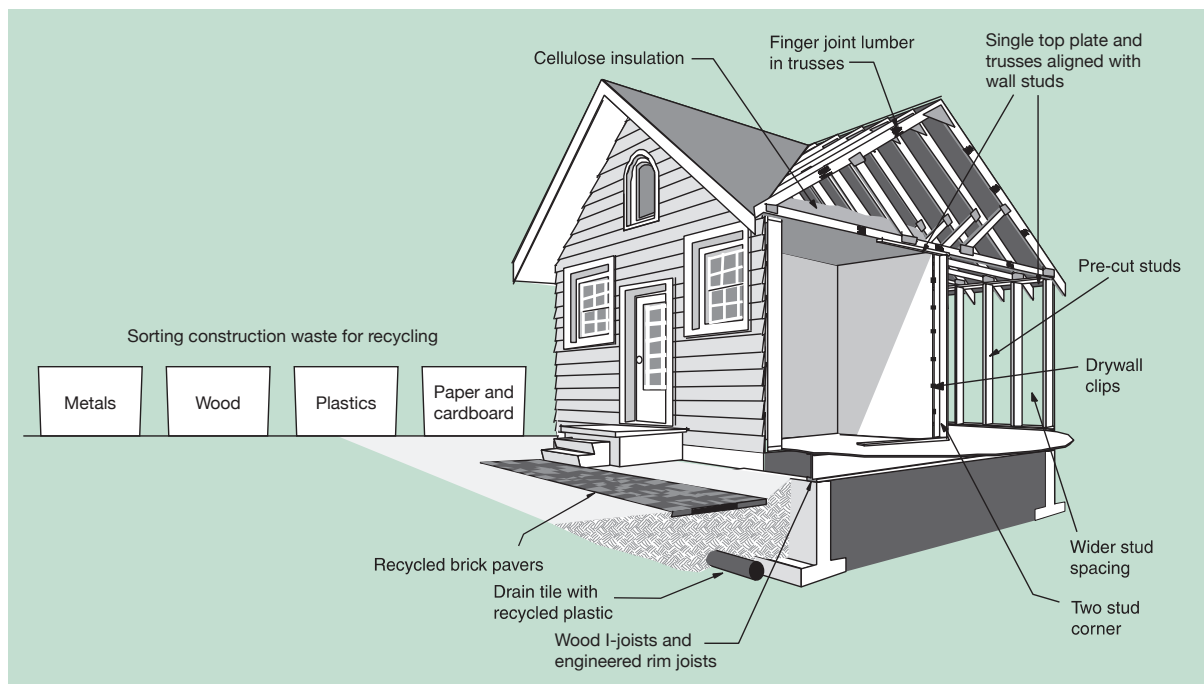 Cellulose insulation
Finger joint lumber
in trusses
Single top plate and
trusses aligned with
wall studs
Pre-cut studs
Sorting construction waste for recycling
Metals
Wood
Plastics
Paper and
cardboard
Drywall
clips
Recycled brick pavers
Drain tile with
recycled plastic
Wood I-joists and
engineered rim joists
Wider stud
spacing
Two stud
corner